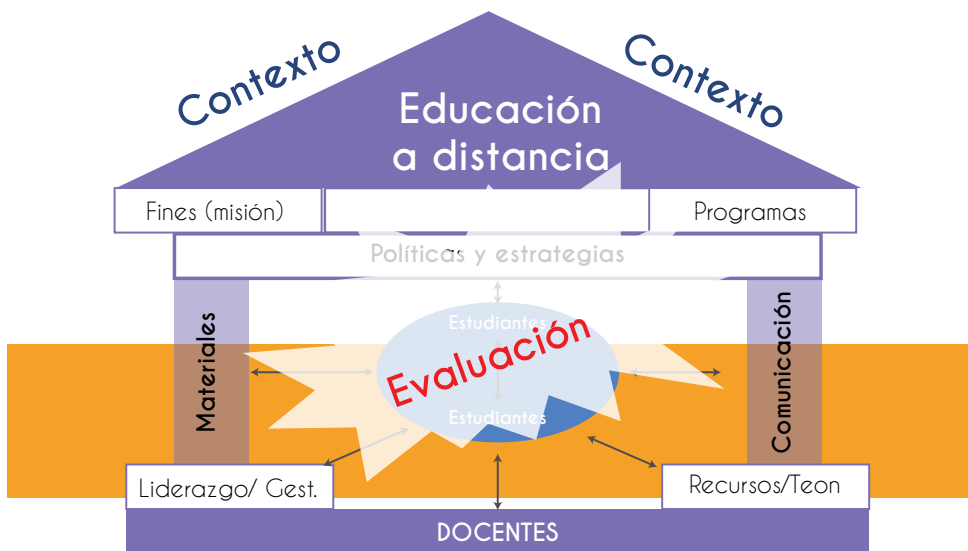 Contexto
Contexto
Educación
a distancia
Fines (misión)
Programas
Políticas y estrategias
Materiales
Comunicación
Estudiantes
Evaluación
Estudiantes
Liderazgo/ Gest.
Recursos/Teon
DOCENTES